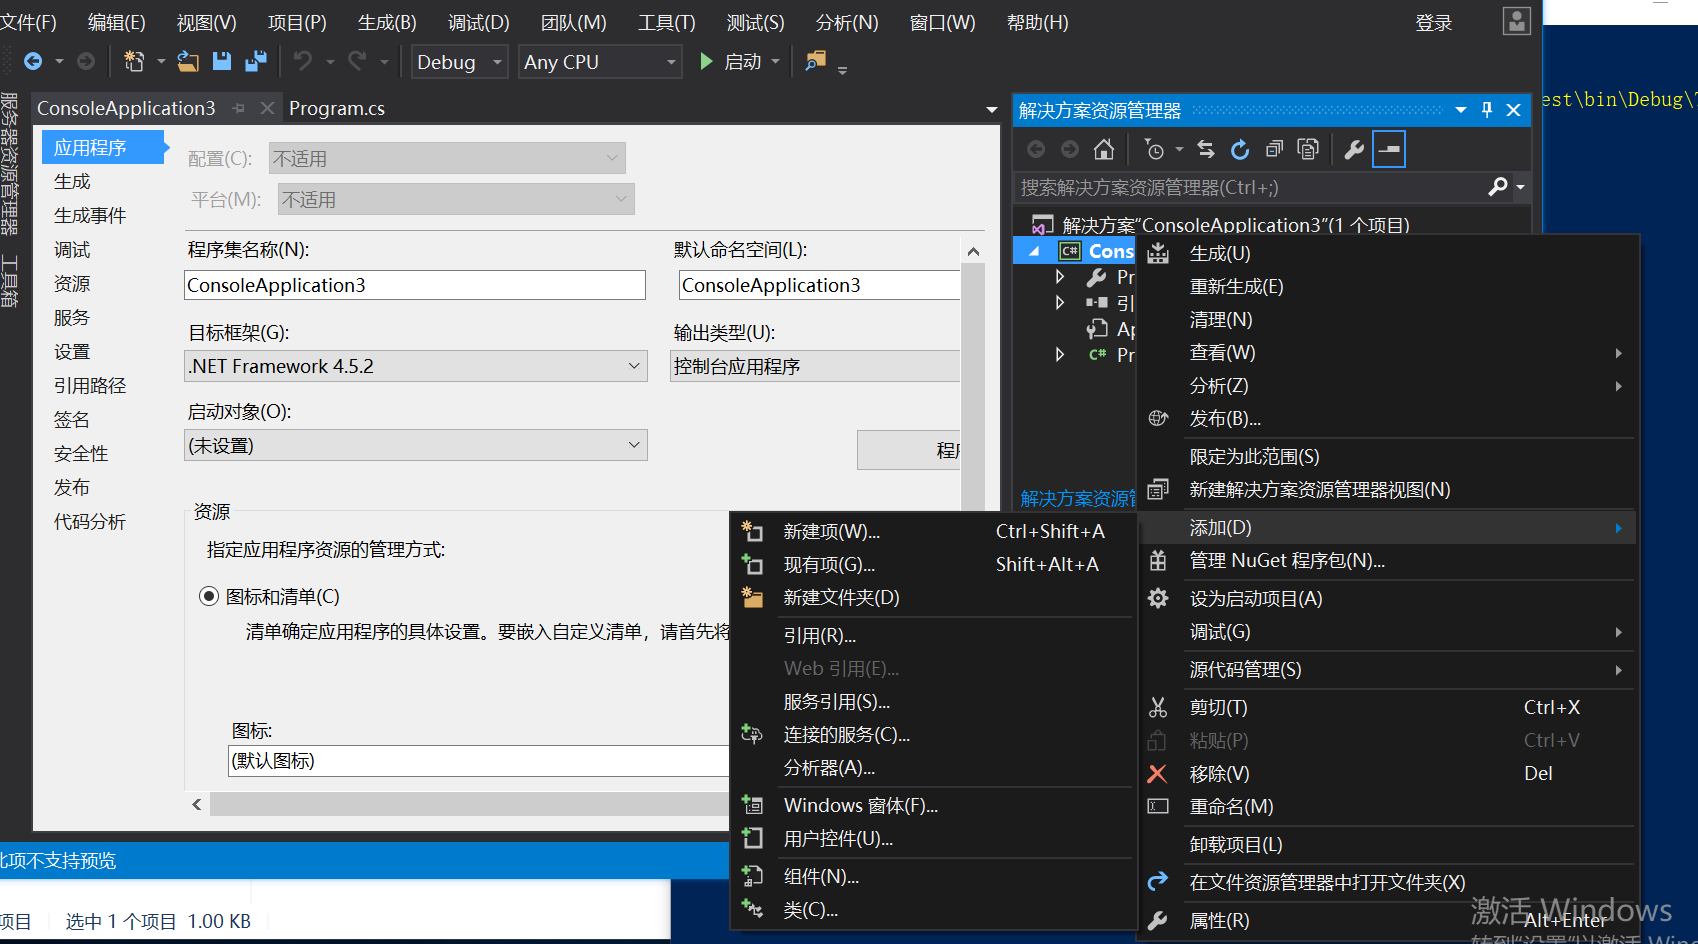 文件(F) 编辑(E) 视图(V) 项目(P) 生成(B) 调试(D) 团队(M) 工具(T) 测试(S) 分析(N) 窗口(W) 帮助(H) 登录
Debug Any CPU 启动
服务器资源管理器
工具箱
ConsoleApplication3 Program.cs
应用程序
生成
生成事件
调试
资源
服务
设置
引用路径
签名
安全性
发布
代码分析
配置(C): 不适用
平台(M): 不适用
程序集名称(N): 默认命名空间(L):
ConsoleApplication3 ConsoleApplication3
目标框架(G): 输出类型(U):
.NET Framework 4.5.2 控制台应用程序
启动对象(O):
(未设置)
程序
资源
指定应用程序资源的管理方式:
图标和清单(C)
清单确定应用程序的具体设置。要嵌入自定义清单，请首先将
图标:
(默认图标)
此项不支持预览
项目 选中 1 个项目 1.00 KB
解决方案资源管理器
est\bin\Debug\
搜索解决方案资源管理器(Ctrl+;)
解决方案"ConsoleApplication3"(1 个项目)
C# Cons
Pr
引
Ap
C# Pr
解决方案资源管
生成(U)
重新生成(E)
清理(N)
查看(W)
分析(Z)
发布(B)...
限定为此范围(S)
新建解决方案资源管理器视图(N)
添加(D)
管理 NuGet 程序包(N)...
设为启动项目(A)
调试(G)
源代码管理(S)
剪切(T) Ctrl+X
粘贴(P) Ctrl+V
移除(V) Del
重命名(M)
卸载项目(L)
在文件资源管理器中打开文件夹(X)
属性(R) Alt+Enter
新建项(W)... Ctrl+Shift+A
现有项(G)... Shift+Alt+A
新建文件夹(D)
引用(R)...
Web 引用(E)...
服务引用(S)...
连接的服务(C)...
分析器(A)...
Windows 窗体(F)...
用户控件(U)...
组件(N)...
类(C)...
激活 Windows
转到"设置"以激活 Win